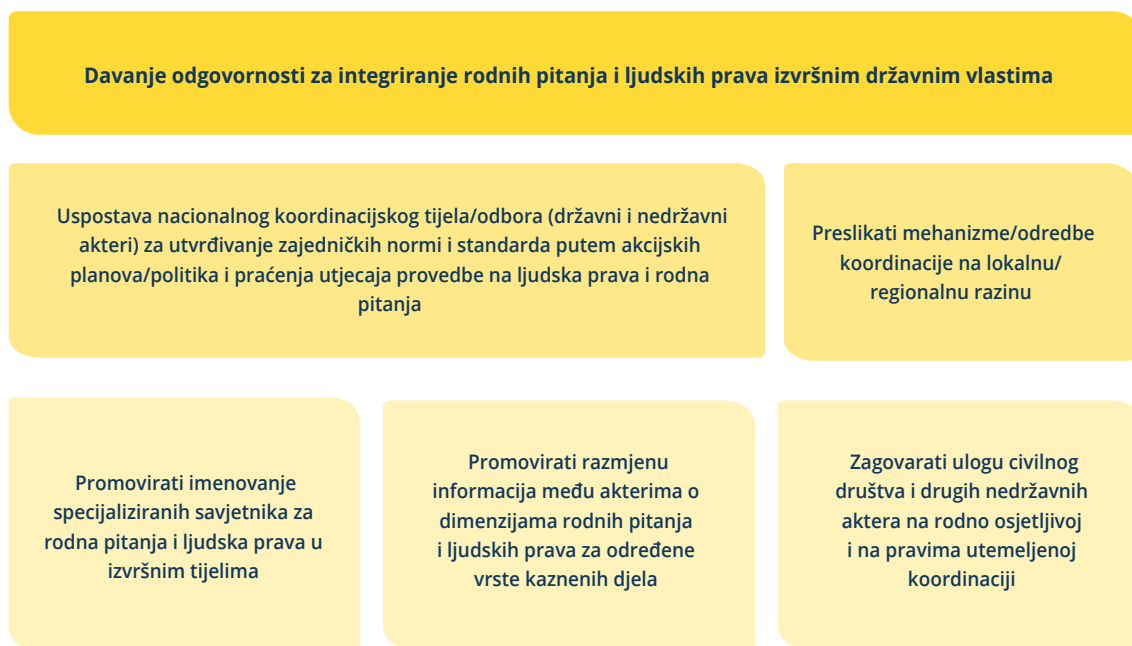 Davanje odgovornosti za integriranje rodnih pitanja i ljudskih prava izvršnim državnim vlastima
Uspostava nacionalnog koordinacijskog tijela/odbora (državni i nedržavni
akteri) za utvrđivanje zajedničkih normi i standarda putem akcijskih
planova/politika i praćenja utjecaja provedbe na ljudska prava i rodna
pitanja
Preslikati mehanizme/odredbe
koordinacije na lokalnu/
regionalnu razinu
Promovirati imenovanje
specijaliziranih savjetnika za
rodna pitanja i ljudska prava u
izvršnim tijelima
Promovirati razmjenu
informacija među akterima o
dimenzijama rodnih pitanja
i ljudskih prava za određene
vrste kaznenih djela
Zagovarati ulogu civilnog
društva i drugih nedržavnih
aktera na rodno osjetljivoj
i na pravima utemeljenoj
koordinaciji